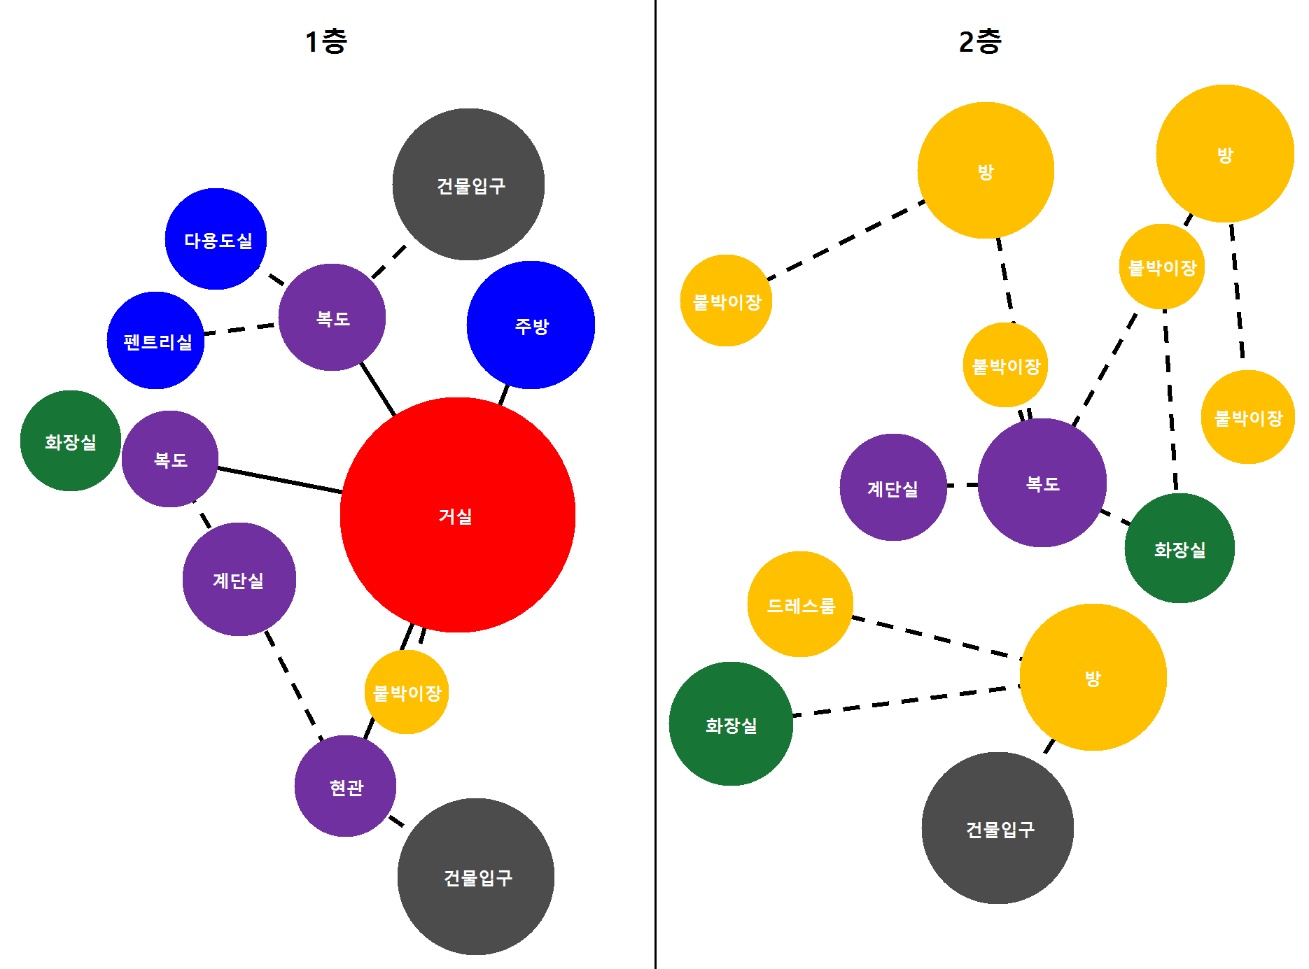 1층
건물입구
다용도실
복도
주방
펜트리실
화장실
복도
거실
계단실
붙박이장
현관
건물입구
2층
방
방
붙박이장
붙박이장
붙박이장
붙박이장
계단실
복도
화장실
드레스룸
방
화장실
건물입구